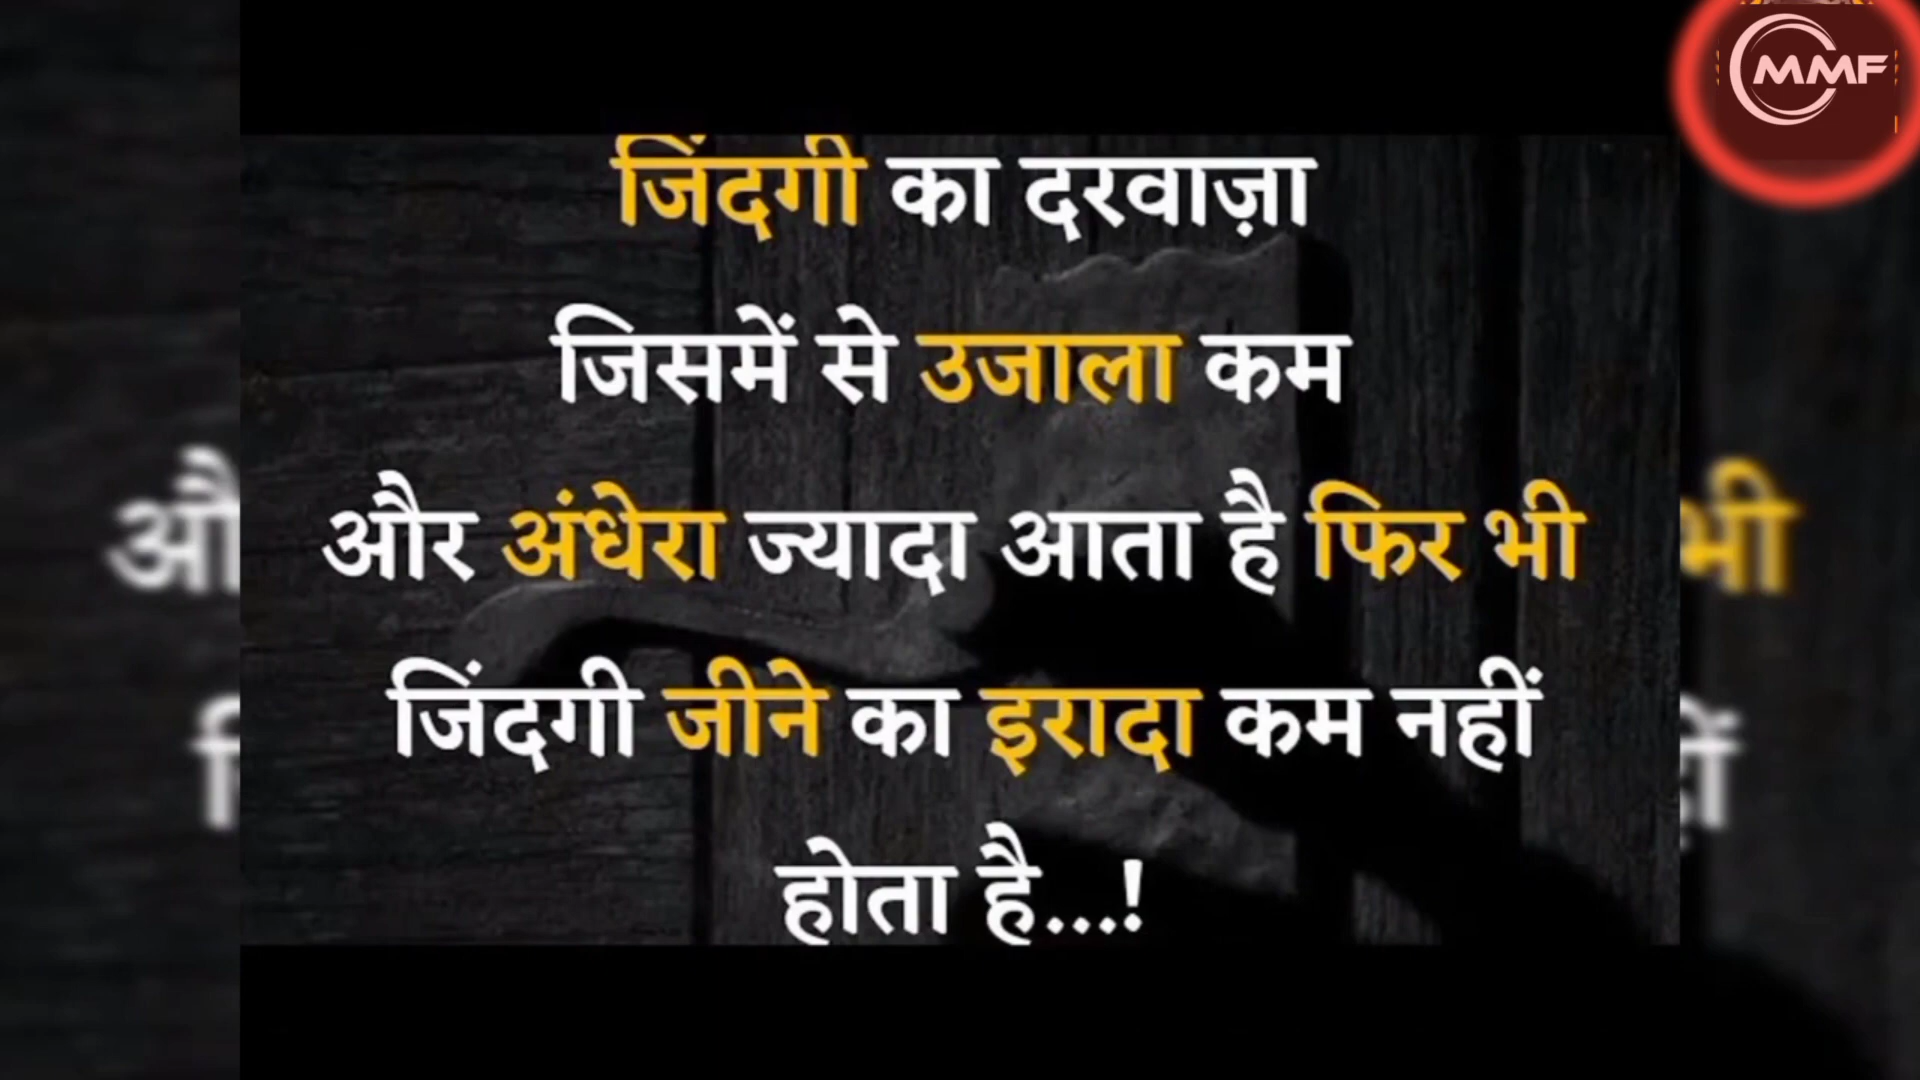 MMF
जिंदगी का दरवाज़ा
जिसमें से उजाला कम
और अंधेरा ज्यादा आता है फिर भी
जिंदगी जीने का इरादा कम नहीं
होता है...!